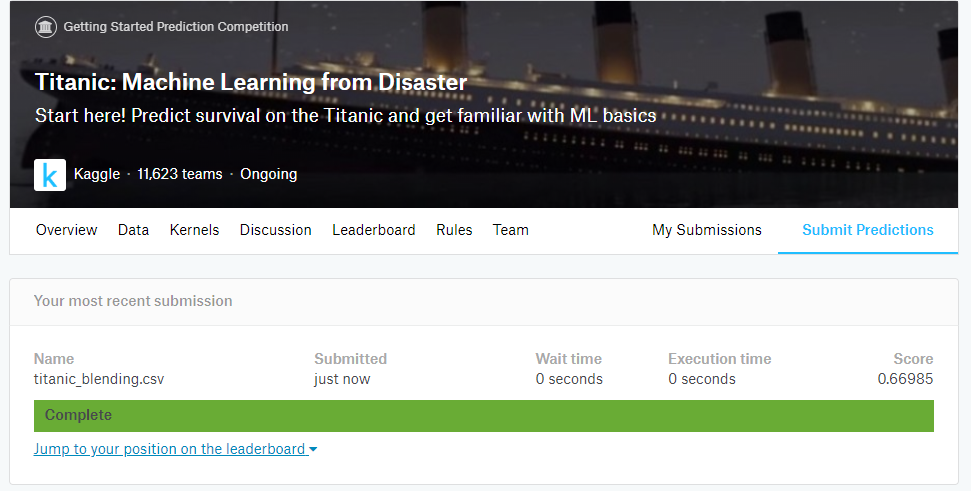 Getting Started Prediction Competition
Titanic: Machine Learning from Disaster
Start here! Predict survival on the Titanic and get familiar with ML basics
k Kaggle · 11,623 teams · Ongoing
Overview Data Kernels Discussion Leaderboard Rules Team My Submissions Submit Predictions
Your most recent submission
Name Submitted Wait time Execution time Score
titanic_blending.csv just now 0 seconds 0 seconds 0.66985
Complete
Jump to your position on the leaderboard